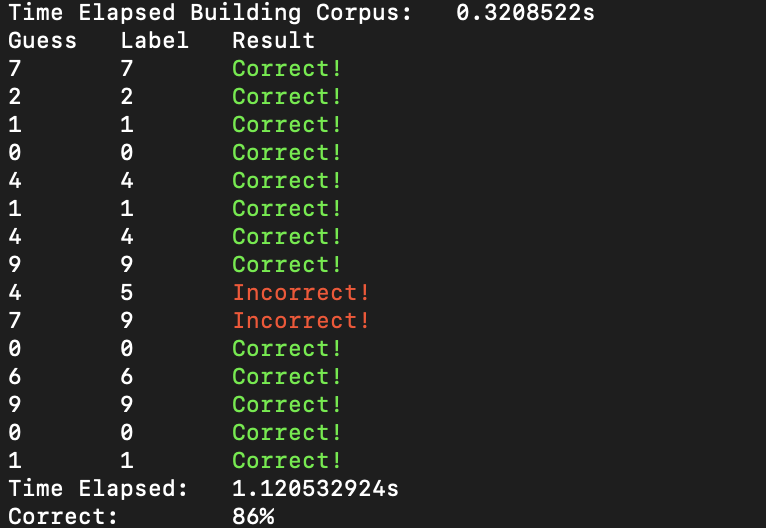 Time Elapsed Building Corpus: 0.3208522s
Guess Label Result
7 7 Correct!
2 2 Correct!
1 1 Correct!
0 0 Correct!
4 4 Correct!
1 1 Correct!
4 4 Correct!
9 9 Correct!
4 5 Incorrect!
7 9 Incorrect!
0 0 Correct!
6 6 Correct!
9 9 Correct!
0 0 Correct!
1 1 Correct!
Time Elapsed: 1.120532924s
Correct: 86%